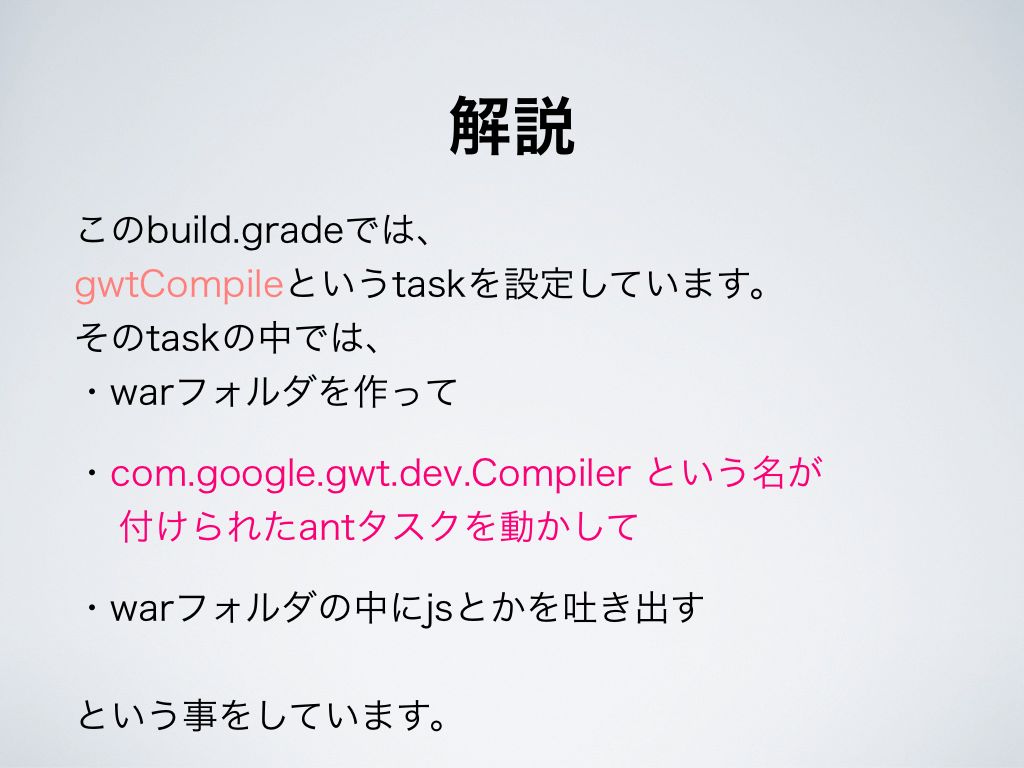 解説
このbuild.gradeでは、
gwtCompileというtaskを設定しています。
そのtaskの中では、
・warフォルダを作って
・com.google.gwt.dev.Compiler という名が
付けられたantタスクを動かして
・warフォルダの中にjsとかを吐き出す
という事をしています。